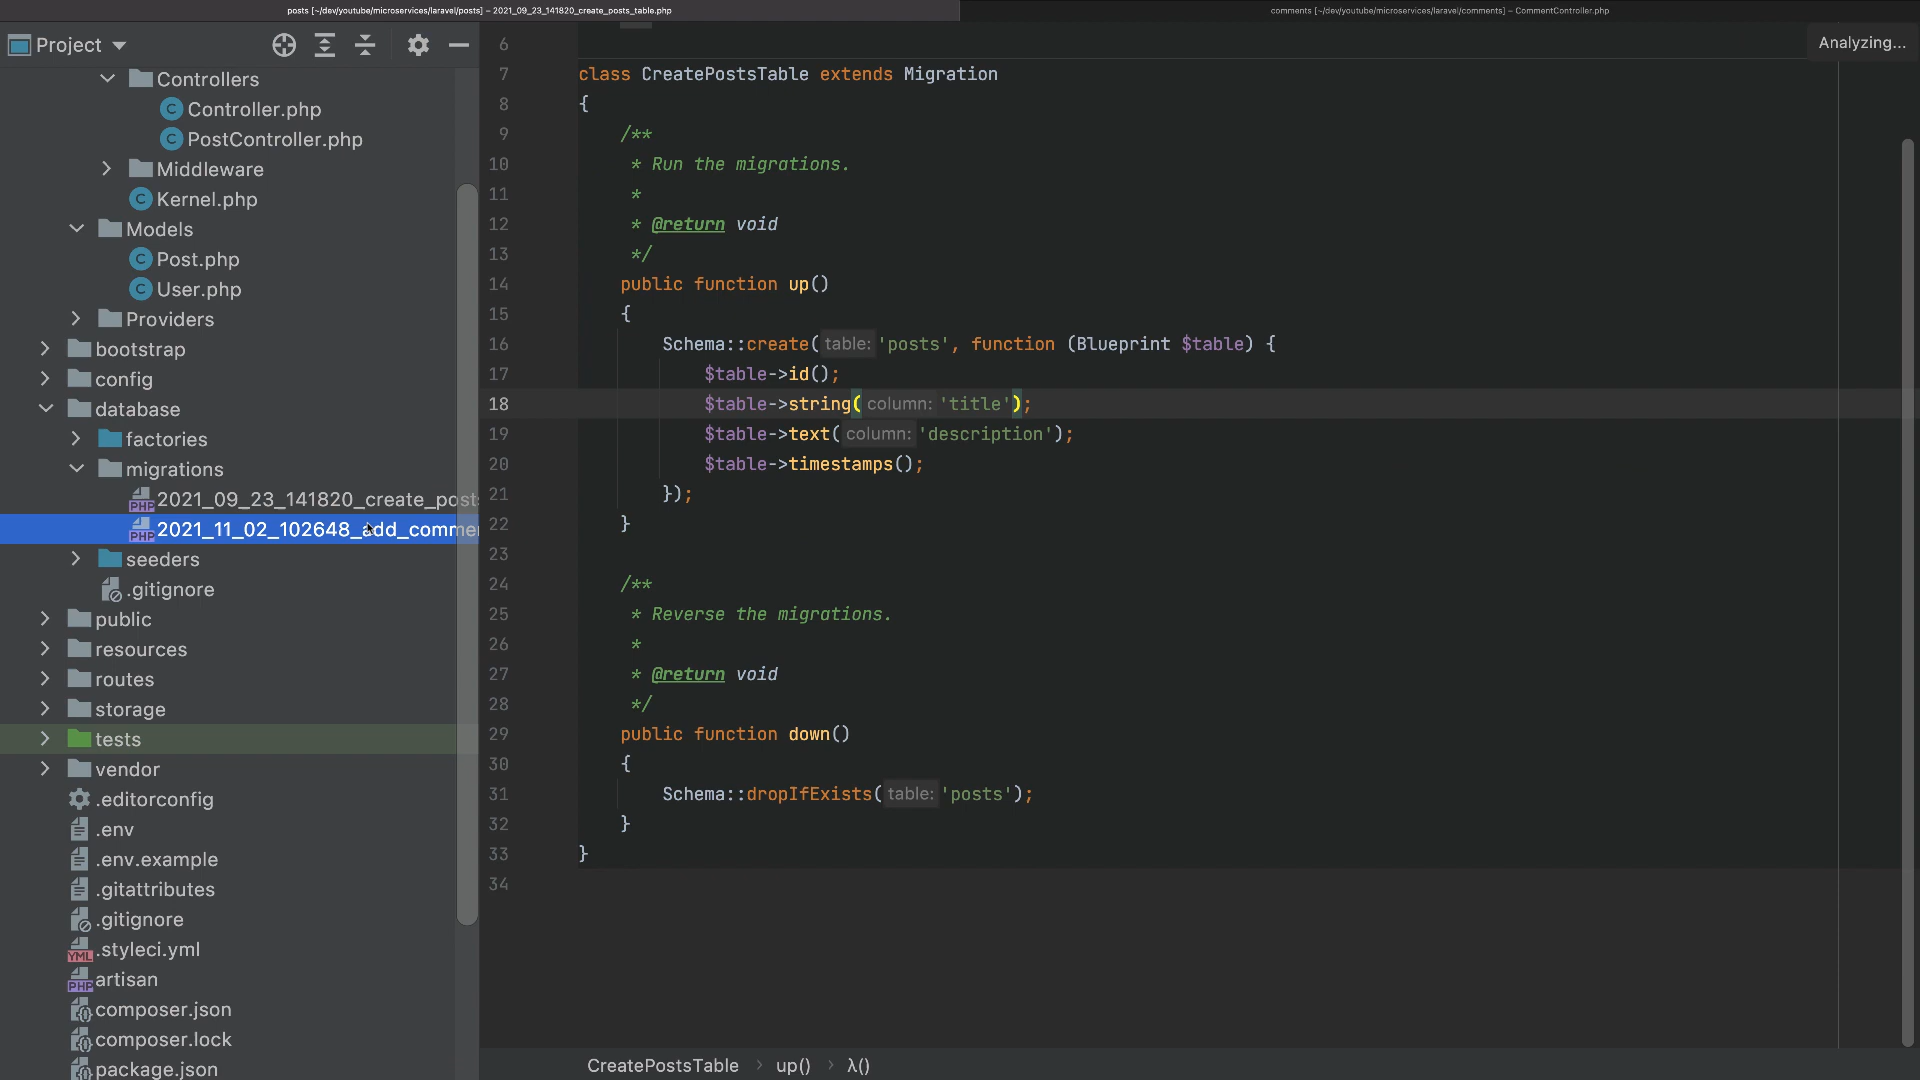 posts [~/dev/youtube/microservices/laravel/posts] – 2021_09_23_141820_create_posts_table.php
comments [~/dev/youtube/microservices/laravel/comments] – CommentController.php
Project
Controllers
C Controller.php
C PostController.php
Middleware
C Kernel.php
Models
C Post.php
C User.php
Providers
bootstrap
config
database
factories
migrations
PHP 2021_09_23_141820_create_posts
PHP 2021_11_02_102648_add_commen
seeders
.gitignore
public
resources
routes
storage
tests
vendor
.editorconfig
.env
.env.example
.gitattributes
.gitignore
YML .styleci.yml
PHP artisan
composer.json
composer.lock
package.json
Analyzing...
6
7 class CreatePostsTable extends Migration
8 {
9 /**
10 * Run the migrations.
11 *
12 * @return void
13 */
14 public function up()
15 {
16 Schema::create( table: 'posts', function (Blueprint $table) {
17 $table->id();
18 $table->string( column: 'title');
19 $table->text( column: 'description');
20 $table->timestamps();
21 });
22 }
23
24 /**
25 * Reverse the migrations.
26 *
27 * @return void
28 */
29 public function down()
30 {
31 Schema::dropIfExists( table: 'posts');
32 }
33 }
34
CreatePostsTable › up() › λ()